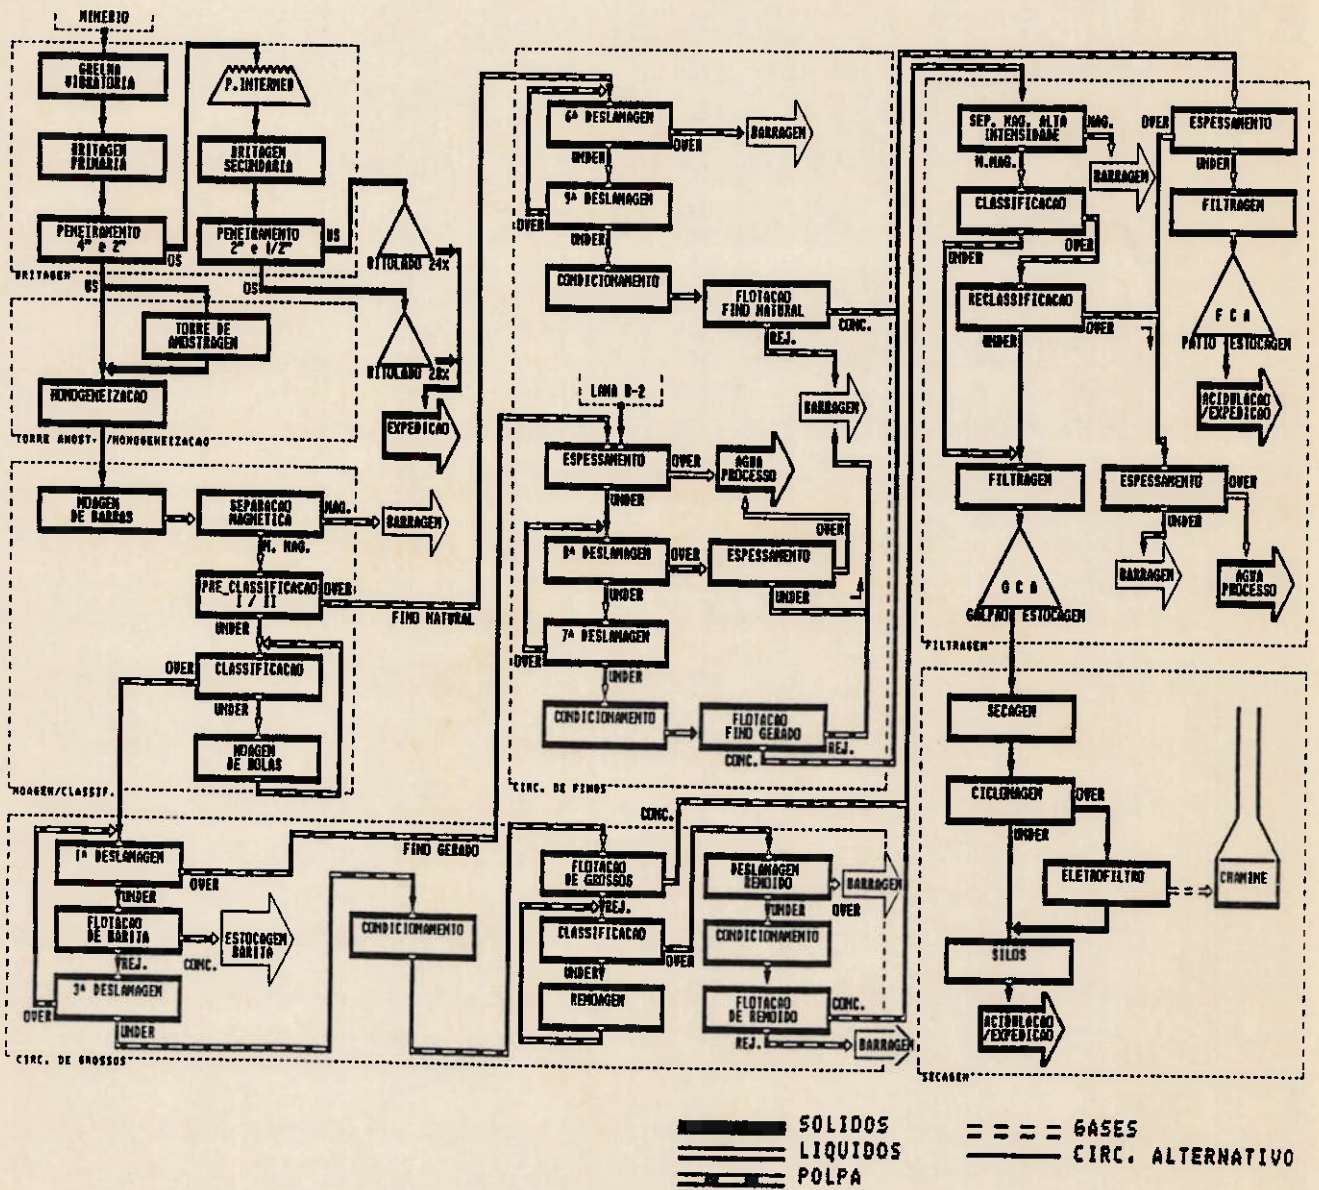 MINERIO
GRELHA
VIBRATORIA
P.INTERMED
BRITAGEM
PRIMARIA
BRITAGEM
SECUNDARIA
PENEIRAMENTO
4" e 2"
OS
PENEIRAMENTO
2" e 1/2"
US
BITOLADO 24%
BRITAGEM
US
OS
TORRE DE
AMOSTRAGEM
BITOLADO 28%
HOMOGENEIZACAO
EXPEDICAO
TORRE AMOST. /HOMOGENEIZACAO
MOAGEM
DE BARRAS
SEPARACAO
MAGNETICA
MAG.
BARRAGEM
M. MAG.
PRE_CLASSIFICACAO
I / II
OVER
FINO NATURAL
UNDER
OVER
CLASSIFICACAO
UNDER
MOAGEM
DE BOLAS
MOAGEM/CLASSIF.
6ª DESLAMAGEM
OVER
BARRAGEM
UNDER
9ª DESLAMAGEM
OVER
UNDER
CONDICIONAMENTO
FLOTACAO
FINO NATURAL
CONC.
REJ.
LAMA B-2
BARRAGEM
ESPESSAMENTO
OVER
AGUA
PROCESSO
UNDER
OVER
8ª DESLAMAGEM
OVER
ESPESSAMENTO
UNDER
UNDER
7ª DESLAMAGEM
OVER
UNDER
CONDICIONAMENTO
FLOTACAO
FINO GERADO
REJ.
CONC.
CIRC. DE FINOS
SEP. MAG. ALTA
INTENSIDADE
MAG.
BARRAGEM
OVER
ESPESSAMENTO
M.MAG.
UNDER
CLASSIFICACAO
FILTRAGEM
UNDER
OVER
RECLASSIFICACAO
OVER
F C A
PATIO ESTOCAGEM
UNDER
ACIDULACAO
/EXPEDICAO
FILTRAGEM
ESPESSAMENTO
OVER
UNDER
G C A
GALPAO ESTOCAGEM
BARRAGEM
AGUA
PROCESSO
FILTRAGEM
SECAGEM
CICLONAGEM
OVER
UNDER
ELETROFILTRO
CHAMINE
SILOS
ACIDULACAO
/EXPEDICAO
SECAGEM
1ª DESLAMAGEM
OVER
FINO GERADO
UNDER
FLOTACAO
DE BARITA
CONC.
ESTOCAGEM
BARITA
REJ.
3ª DESLAMAGEM
OVER
UNDER
CONDICIONAMENTO
FLOTACAO
DE GROSSOS
CONC.
REJ.
CLASSIFICACAO
OVER
UNDER
REMOAGEM
DESLAMAGEM
REMOIDO
OVER
BARRAGEM
UNDER
CONDICIONAMENTO
FLOTACAO
DE REMOIDO
CONC.
REJ.
BARRAGEM
CIRC. DE GROSSOS
SOLIDOS
LIQUIDOS
POLPA
GASES
CIRC. ALTERNATIVO